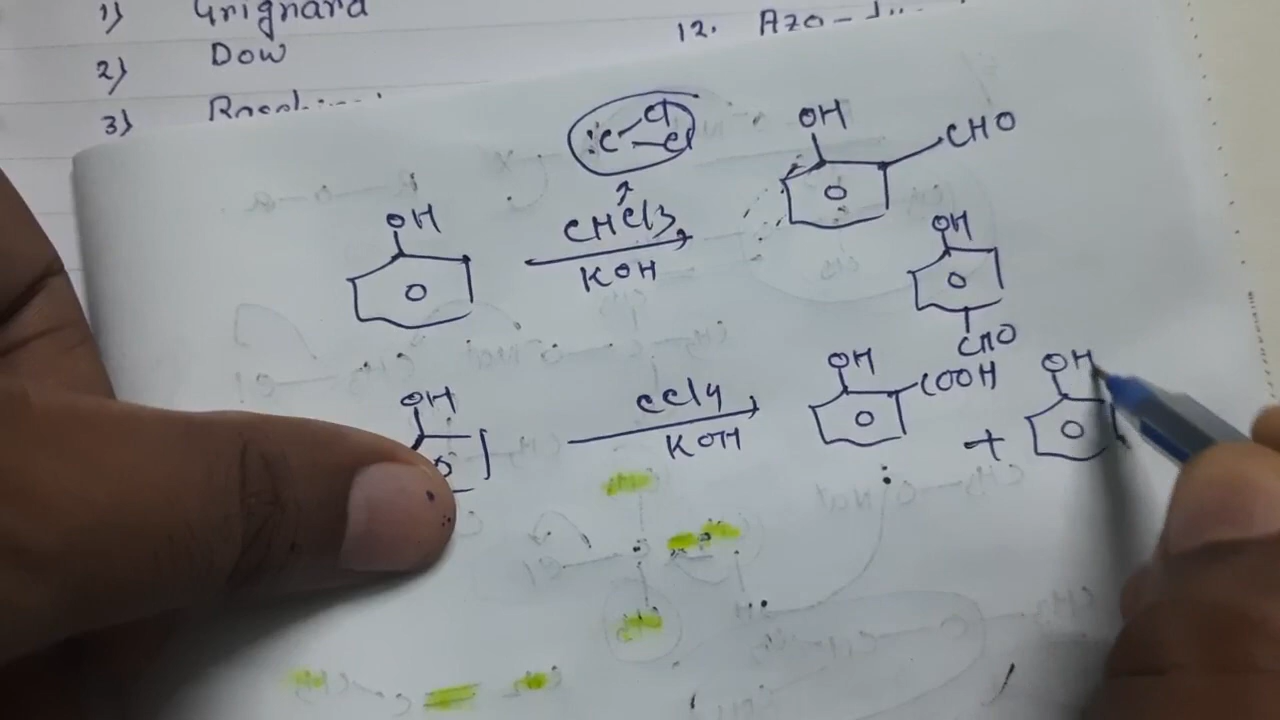 1) Grignard
2) Dow
3)
12. Azo-
:C Cl Cl
OH CHO
OH CHCl3
KOH
OH
CHO
OH CCl4
KOH
OH COOH + OH